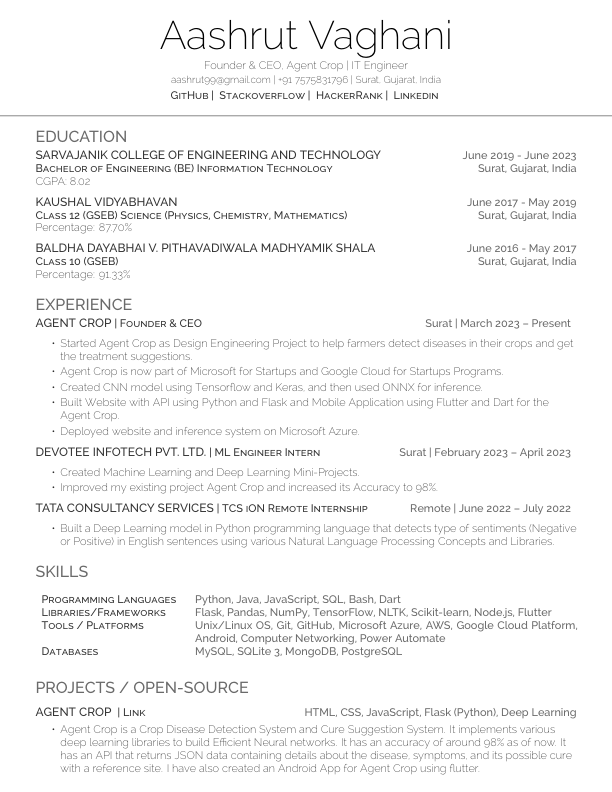 Aashrut Vaghani
Founder & CEO, Agent Crop | IT Engineer
aashrut99@gmail.com | +91 7575831796 | Surat, Gujarat, India
GitHub | Stackoverflow | HackerRank | Linkedin
EDUCATION
SARVAJANIK COLLEGE OF ENGINEERING AND TECHNOLOGY June 2019 - June 2023
Bachelor of Engineering (BE) Information Technology Surat, Gujarat, India
CGPA: 8.02
KAUSHAL VIDYABHAVAN June 2017 - May 2019
Class 12 (GSEB) Science (Physics, Chemistry, Mathematics) Surat, Gujarat, India
Percentage: 87.70%
BALDHA DAYABHAI V. PITHAVADIWALA MADHYAMIK SHALA June 2016 - May 2017
Class 10 (GSEB) Surat, Gujarat, India
Percentage: 91.33%
EXPERIENCE
AGENT CROP | Founder & CEO Surat | March 2023 – Present
• Started Agent Crop as Design Engineering Project to help farmers detect diseases in their crops and get
the treatment suggestions.
• Agent Crop is now part of Microsoft for Startups and Google Cloud for Startups Programs.
• Created CNN model using Tensorflow and Keras, and then used ONNX for inference.
• Built Website with API using Python and Flask and Mobile Application using Flutter and Dart for the
Agent Crop.
• Deployed website and inference system on Microsoft Azure.
DEVOTEE INFOTECH PVT. LTD. | ML Engineer Intern Surat | February 2023 – April 2023
• Created Machine Learning and Deep Learning Mini-Projects.
• Improved my existing project Agent Crop and increased its Accuracy to 98%.
TATA CONSULTANCY SERVICES | TCS iON Remote Internship Remote | June 2022 – July 2022
• Built a Deep Learning model in Python programming language that detects type of sentiments (Negative
or Positive) in English sentences using various Natural Language Processing Concepts and Libraries.
SKILLS
Programming Languages Python, Java, JavaScript, SQL, Bash, Dart
Libraries/Frameworks Flask, Pandas, NumPy, TensorFlow, NLTK, Scikit-learn, Node.js, Flutter
Tools / Platforms Unix/Linux OS, Git, GitHub, Microsoft Azure, AWS, Google Cloud Platform,
Android, Computer Networking, Power Automate
Databases MySQL, SQLite 3, MongoDB, PostgreSQL
PROJECTS / OPEN-SOURCE
AGENT CROP | Link HTML, CSS, JavaScript, Flask (Python), Deep Learning
• Agent Crop is a Crop Disease Detection System and Cure Suggestion System. It implements various
deep learning libraries to build Efficient Neural networks. It has an accuracy of around 98% as of now. It
has an API that returns JSON data containing details about the disease, symptoms, and its possible cure
with a reference site. I have also created an Android App for Agent Crop using flutter.